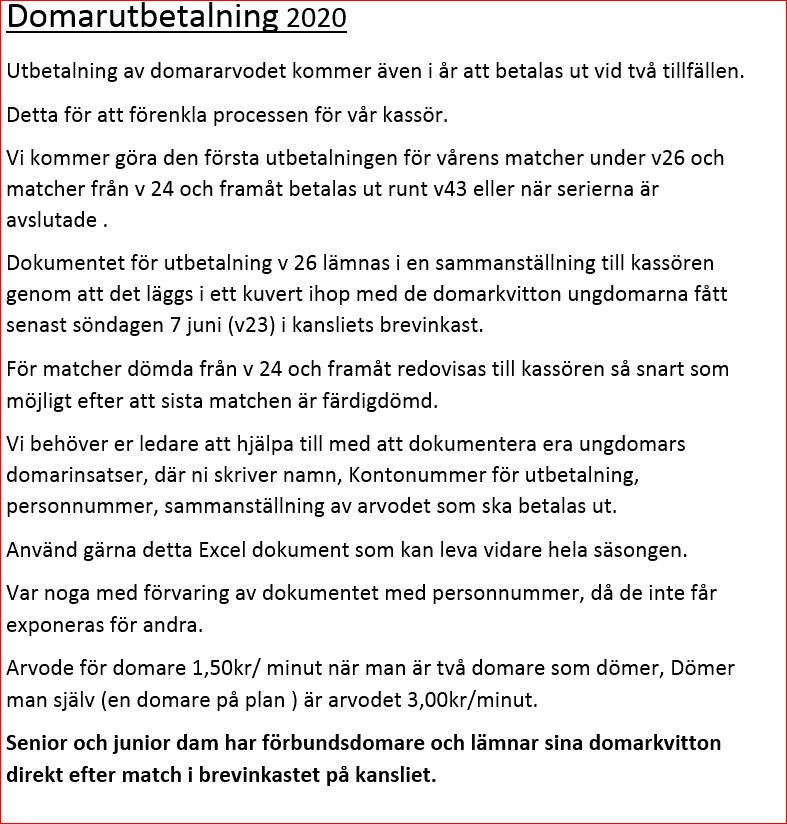 Domarutbetalning 2020
Utbetalning av domararvodet kommer även i år att betalas ut vid två tillfällen.
Detta för att förenkla processen för vår kassör.
Vi kommer göra den första utbetalningen för vårens matcher under v26 och
matcher från v 24 och framåt betalas ut runt v43 eller när serierna är
avslutade .
Dokumentet för utbetalning v 26 lämnas i en sammanställning till kassören
genom att det läggs i ett kuvert ihop med de domarkvitton ungdomarna fått
senast söndagen 7 juni (v23) i kansliets brevinkast.
För matcher dömda från v 24 och framåt redovisas till kassören så snart som
möjligt efter att sista matchen är färdigdömd.
Vi behöver er ledare att hjälpa till med att dokumentera era ungdomars
domarinsatser, där ni skriver namn, Kontonummer för utbetalning,
personnummer, sammanställning av arvodet som ska betalas ut.
Använd gärna detta Excel dokument som kan leva vidare hela säsongen.
Var noga med förvaring av dokumentet med personnummer, då de inte får
exponeras för andra.
Arvode för domare 1,50kr/ minut när man är två domare som dömer, Dömer
man själv (en domare på plan ) är arvodet 3,00kr/minut.
Senior och junior dam har förbundsdomare och lämnar sina domarkvitton
direkt efter match i brevinkastet på kansliet.